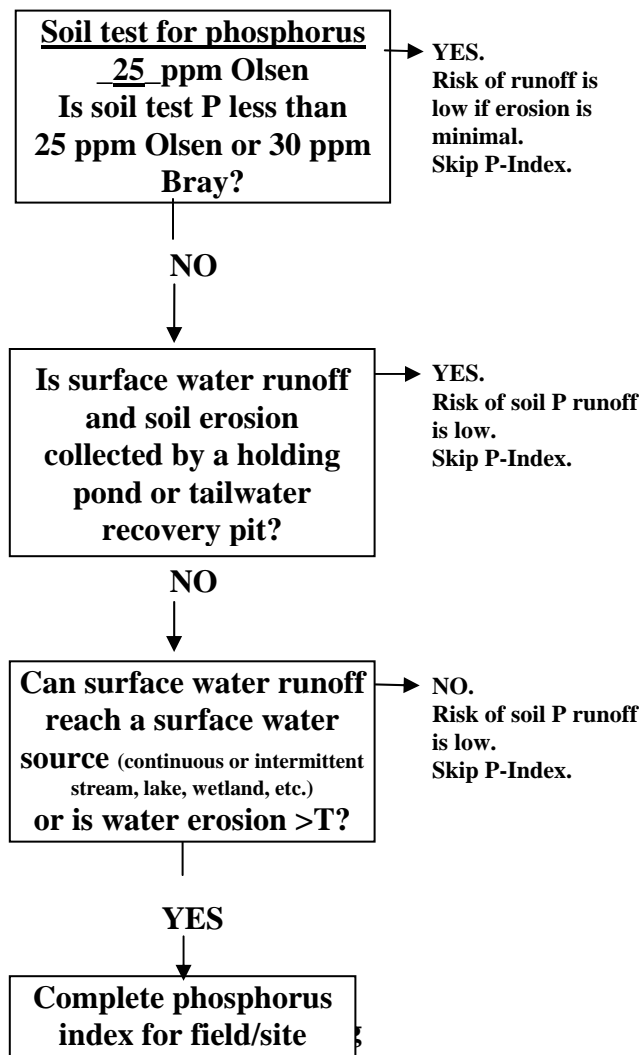 Soil test for phosphorus
_25_ppm Olsen
Is soil test P less than
25 ppm Olsen or 30 ppm
Bray?
YES.
Risk of runoff is
low if erosion is
minimal.
Skip P-Index.
NO
Is surface water runoff
and soil erosion
collected by a holding
pond or tailwater
recovery pit?
YES.
Risk of soil P runoff
is low.
Skip P-Index.
NO
Can surface water runoff
reach a surface water
source (continuous or intermittent
stream, lake, wetland, etc.)
or is water erosion >T?
NO.
Risk of soil P runoff
is low.
Skip P-Index.
YES
Complete phosphorus
index for field/site